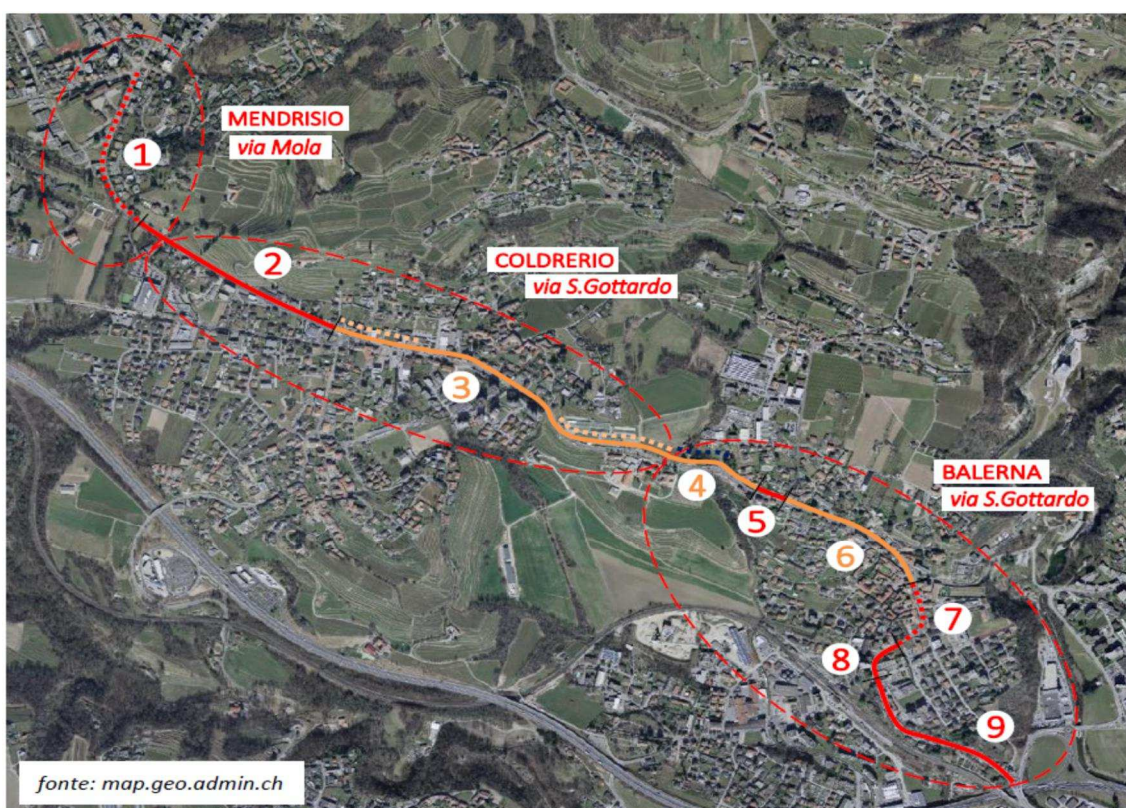 MENDRISIO
via Mola
1
2
COLDRERIO
via S.Gottardo
3
4
5
BALERNA
via S.Gottardo
6
7
8
9
fonte: map.geo.admin.ch